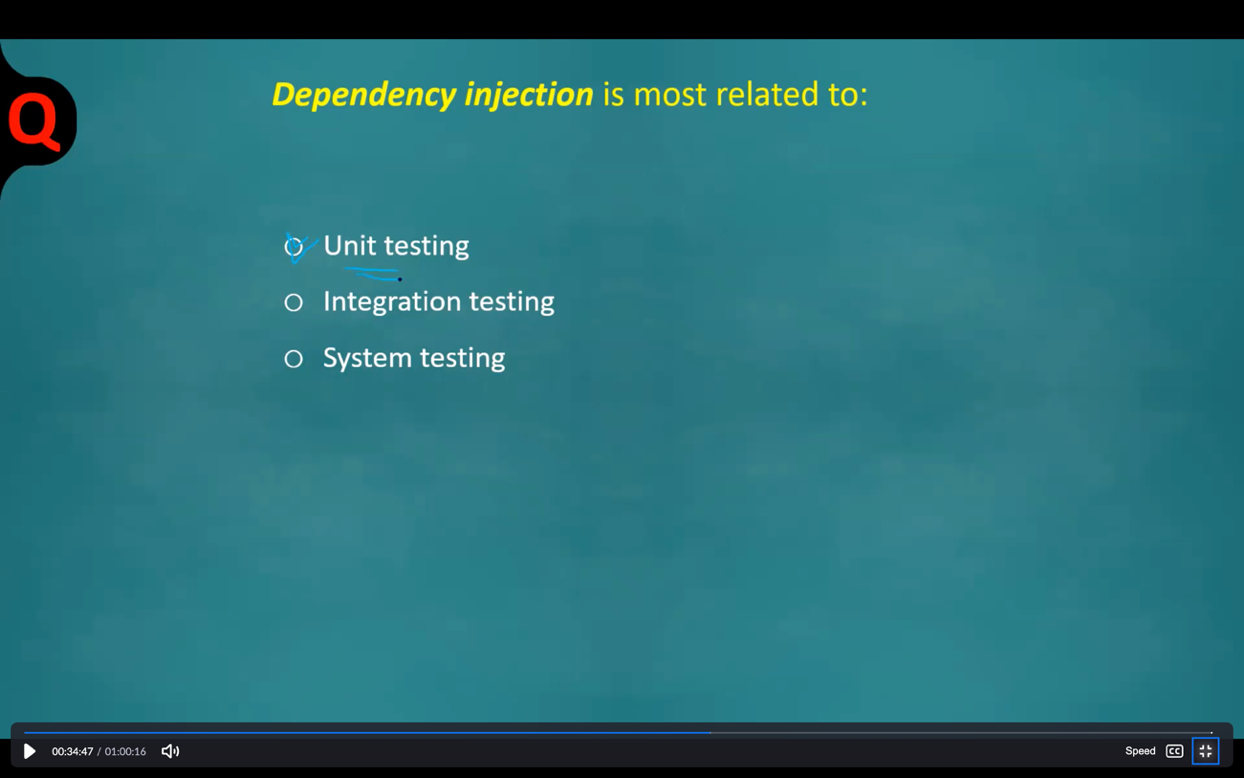 Q
Dependency injection is most related to:
Unit testing
Integration testing
System testing
00:34:47 / 01:00:16
Speed CC